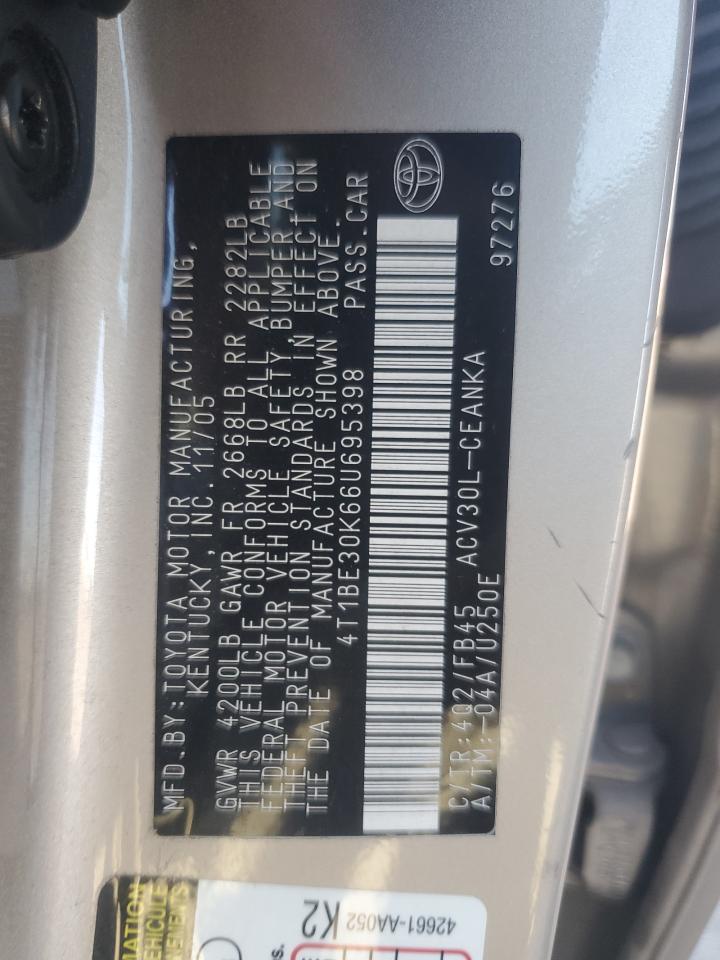 MFD.BY:TOYOTA MOTOR MANUFACTURING,
KENTUCKY,INC. 11/05
GVWR 4200LB GAWR FR 2668LB RR 2282LB
THIS VEHICLE CONFORMS TO ALL APPLICABLE
FEDERAL MOTOR VEHICLE SAFETY,BUMPER,AND
THEFT PREVENTION STANDARDS IN EFFECT ON
THE DATE OF MANUFACTURE SHOWN ABOVE.
4T1BE30K66U695398 PASS.CAR
C/TR:4Q2/FB45 ACV30L-CEANKA
A/TM:-04A/U250E 97276
VEHICULE
42661-AA052
K2